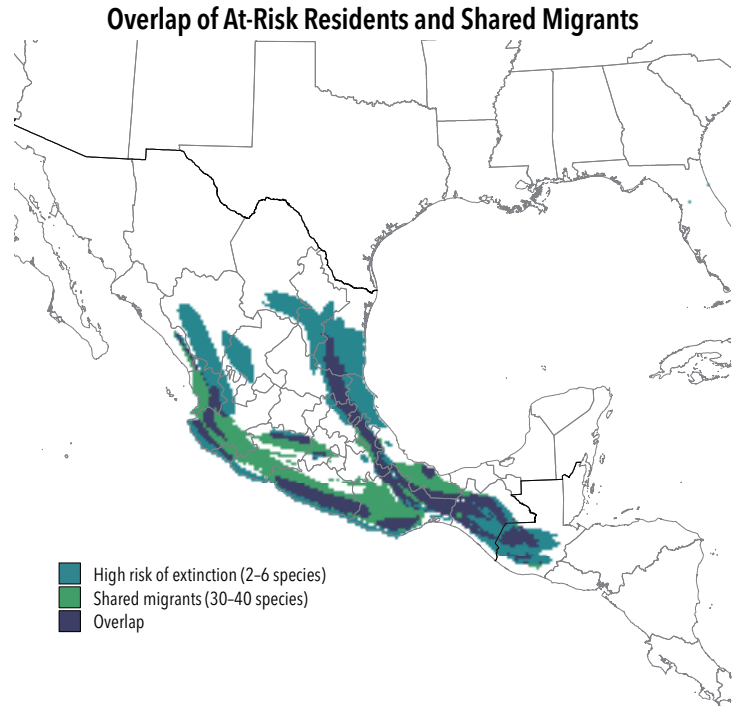 Overlap of At-Risk Residents and Shared Migrants
High risk of extinction (2–6 species)
Shared migrants (30–40 species)
Overlap